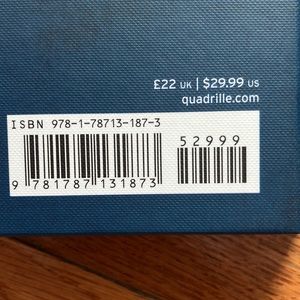 £22 UK | $29.99 US
quadrille.com
ISBN 978-1-78713-187-3
52999
9 781787 131873